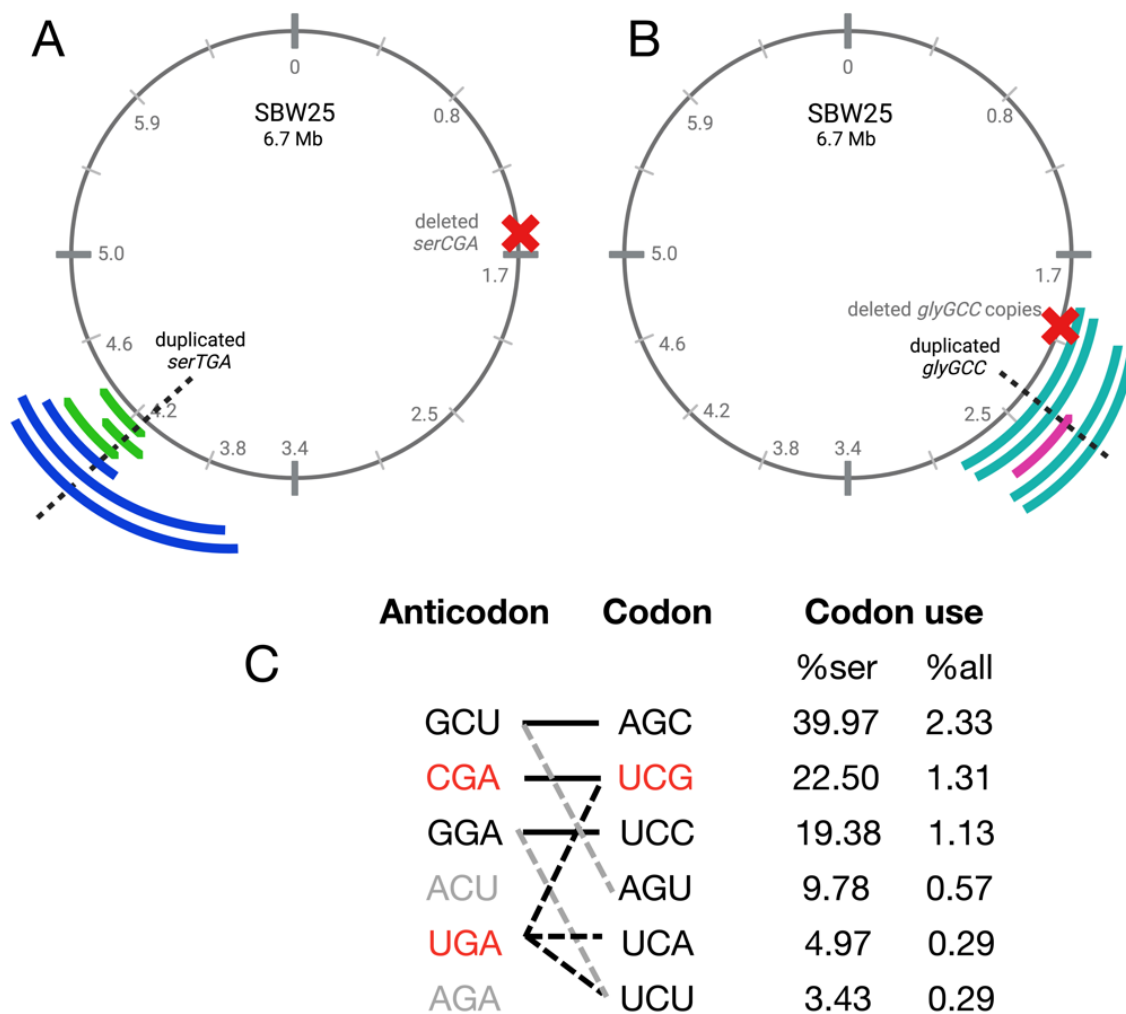 A
0
SBW25
6.7 Mb
5.9
0.8
deleted
serCGA
5.0
1.7
duplicated
serTGA
4.6
4.2
2.5
3.8
3.4
B
0
SBW25
6.7 Mb
5.9
0.8
5.0
1.7
deleted glyGCC copies
duplicated
glyGCC
4.6
4.2
2.5
3.8
3.4
C
Anticodon Codon Codon use
%ser %all
GCU AGC 39.97 2.33
CGA UCG 22.50 1.31
GGA UCC 19.38 1.13
ACU AGU 9.78 0.57
UGA UCA 4.97 0.29
AGA UCU 3.43 0.29